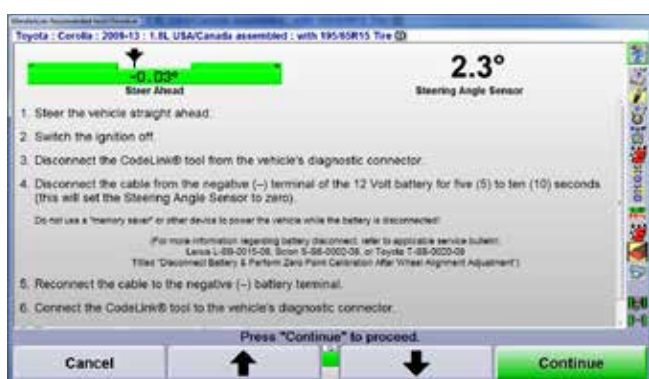 Toyota : Corolla : 2009-13 : 1.8L USA/Canada assembled : with 195/65R15 Tire
-0.03°
Steer Ahead
2.3°
Steering Angle Sensor
1. Steer the vehicle straight ahead.
2. Switch the ignition off.
3. Disconnect the CodeLink® tool from the vehicle's diagnostic connector.
4. Disconnect the cable from the negative (–) terminal of the 12 Volt battery for five (5) to ten (10) seconds
(this will set the Steering Angle Sensor to zero).
Do not use a "memory saver" or other device to power the vehicle while the battery is disconnected!
(For more information regarding battery disconnect, refer to applicable service bulletin:
Lexus L-SB-0015-08, Scion S-SB-0002-08, or Toyota T-SB-0020-08
Titled "Disconnect Battery & Perform Zero Point Calibration After Wheel Alignment Adjustment")
5. Reconnect the cable to the negative (–) battery terminal.
6. Connect the CodeLink® tool to the vehicle's diagnostic connector.
Press "Continue" to proceed.
Cancel
Continue